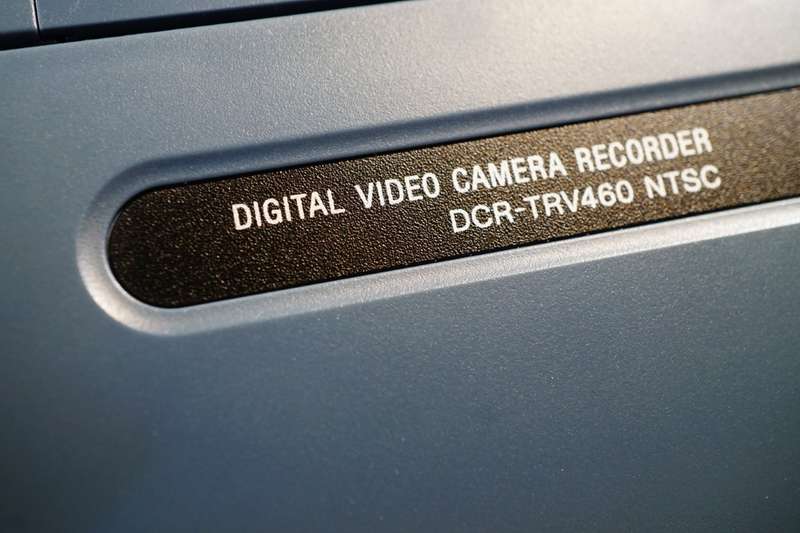 DIGITAL VIDEO CAMERA RECORDER
DCR-TRV460 NTSC